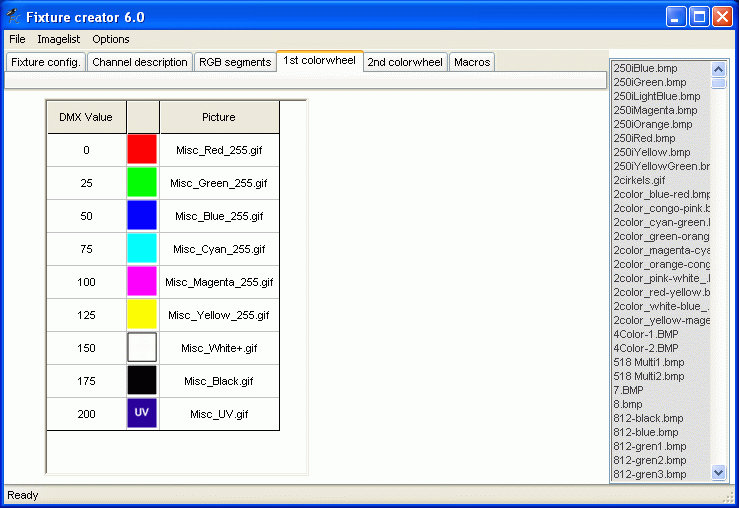 Fixture creator 6.0
File Imagelist Options
Fixture config. Channel description RGB segments 1st colorwheel 2nd colorwheel Macros
DMX Value Picture
0 Misc_Red_255.gif
25 Misc_Green_255.gif
50 Misc_Blue_255.gif
75 Misc_Cyan_255.gif
100 Misc_Magenta_255.gif
125 Misc_Yellow_255.gif
150 Misc_White+.gif
175 Misc_Black.gif
200 UV Misc_UV.gif
250iBlue.bmp
250iGreen.bmp
250iLightBlue.bmp
250iMagenta.bmp
250iOrange.bmp
250iRed.bmp
250iYellow.bmp
250iYellowGreen.br
2cirkels.gif
2color_blue-red.bmp
2color_congo-pink.b
2color_cyan-green.l
2color_green-orang
2color_magenta-cya
2color_orange-cong
2color_pink-white_.l
2color_red-yellow.b
2color_white-blue_.
2color_yellow-mage
4Color-1.BMP
4Color-2.BMP
518 Multi1.bmp
518 Multi2.bmp
7.BMP
8.bmp
812-black.bmp
812-blue.bmp
812-gren1.bmp
812-gren2.bmp
812-gren3.bmp
Ready